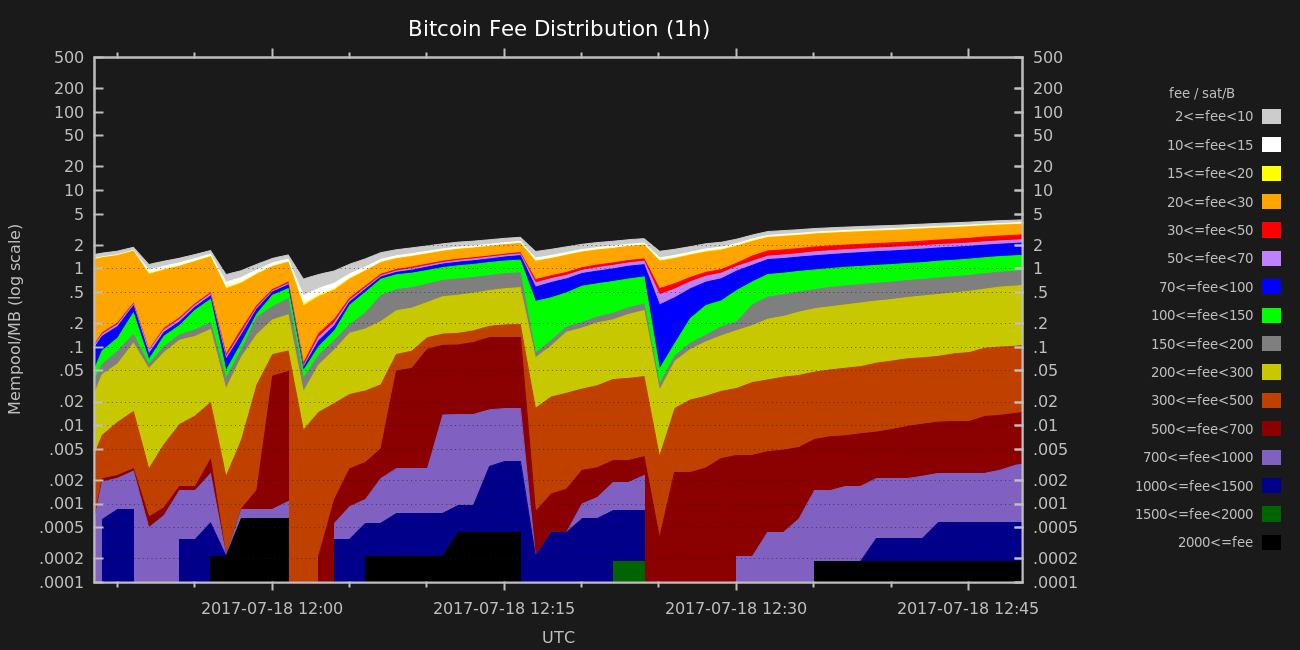 Bitcoin Fee Distribution (1h)
500
200
100
50
20
10
5
2
1
.5
.2
.1
.05
.02
.01
.005
.002
.001
.0005
.0002
.0001
Mempool/MB (log scale)
500
200
100
50
20
10
5
2
1
.5
.2
.1
.05
.02
.01
.005
.002
.001
.0005
.0002
.0001
2017-07-18 12:00
2017-07-18 12:15
2017-07-18 12:30
2017-07-18 12:45
UTC
fee / sat/B
2<=fee<10
10<=fee<15
15<=fee<20
20<=fee<30
30<=fee<50
50<=fee<70
70<=fee<100
100<=fee<150
150<=fee<200
200<=fee<300
300<=fee<500
500<=fee<700
700<=fee<1000
1000<=fee<1500
1500<=fee<2000
2000<=fee